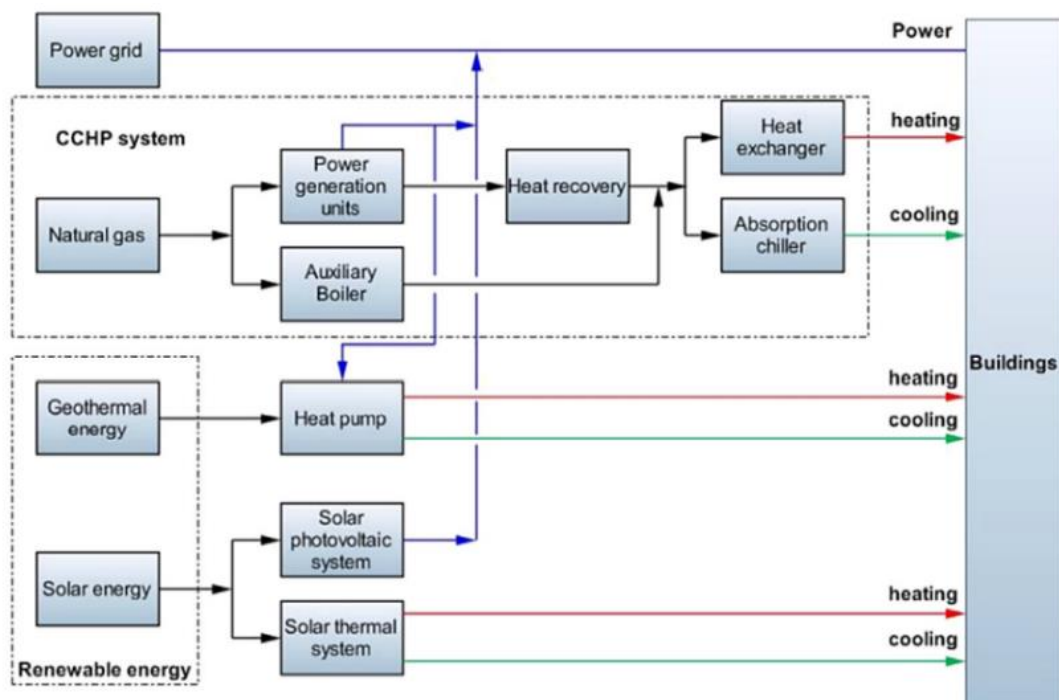 Power grid
Power
CCHP system
Natural gas
Power
generation
units
Auxiliary
Boiler
Heat recovery
Heat
exchanger
Absorption
chiller
heating
cooling
Buildings
Geothermal
energy
Heat pump
heating
cooling
Solar energy
Solar
photovoltaic
system
Solar thermal
system
heating
cooling
Renewable energy